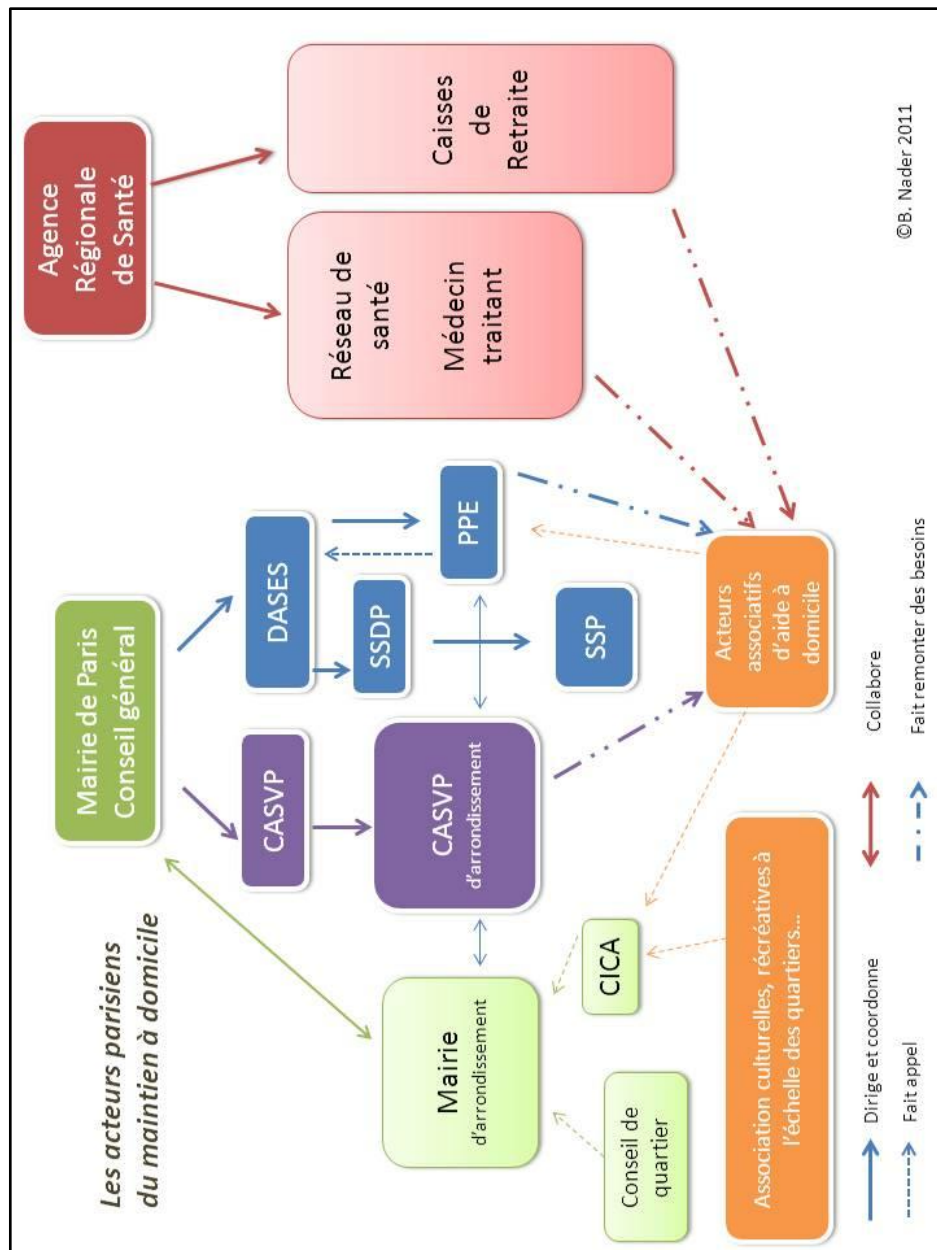 Les acteurs parisiens
du maintien à domicile
Mairie de Paris
Conseil général
Agence
Régionale
de Santé
CASVP
DASES
Mairie
d'arrondissement
CASVP
d'arrondissement
SSDP
PPE
Réseau de
santé
Médecin
traitant
Caisses
de
Retraite
Conseil de
quartier
CICA
SSP
Association culturelles, récréatives à
l'échelle des quartiers...
Acteurs
associatifs
d'aide à
domicile
Dirige et coordonne
Collabore
Fait appel
Fait remonter des besoins
©B. Nader 2011